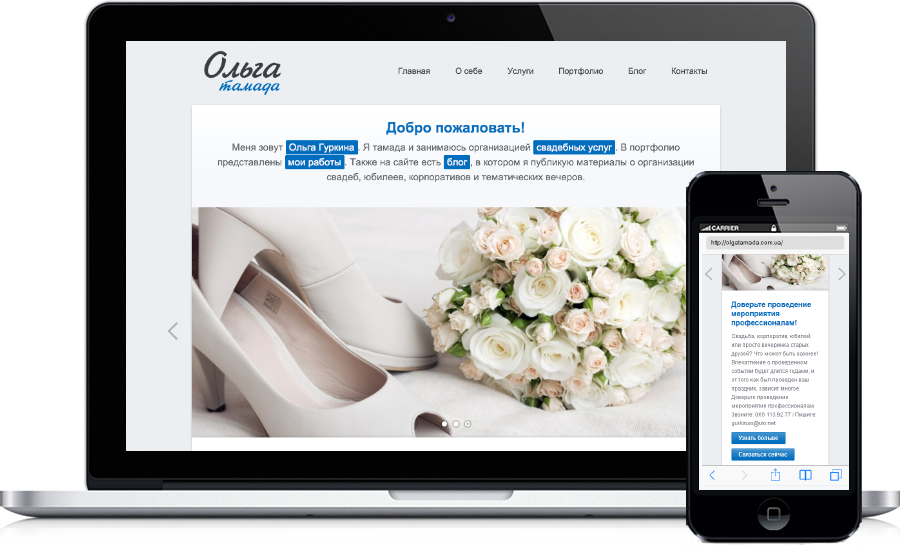 Ольга
тамада
Главная О себе Услуги Портфолио Блог Контакты
Добро пожаловать!
Меня зовут Ольга Гуркина. Я тамада и занимаюсь организацией свадебных услуг. В портфолио
представлены мои работы. Также на сайте есть блог, в котором я публикую материалы о организации
свадеб, юбилеев, корпоративов и тематических вечеров.
CARRIER
http://olgatamada.com.ua/
Доверьте проведение
мероприятия
профессионалам!
Свадьба, корпоратив, юбилей,
или просто вечеринка старых
друзей? Что может быть важнее!
Впечатление о проведенном
событии будет длится годами, и
от того как был проведен ваш
праздник, зависит многое.
Доверьте проведение
мероприятия профессионалам.
Звоните: 066 113 92 77 / Пишите:
gurkinao@ukr.net
Узнать больше
Связаться сейчас